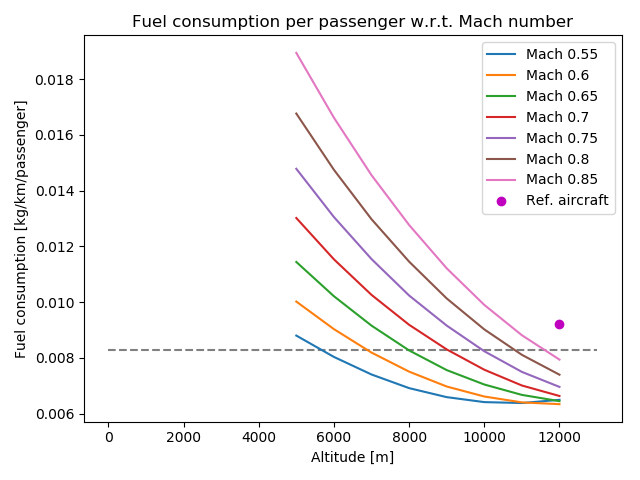 Fuel consumption per passenger w.r.t. Mach number
Fuel consumption [kg/km/passenger]
0.018
0.016
0.014
0.012
0.010
0.008
0.006
Mach 0.55
Mach 0.6
Mach 0.65
Mach 0.7
Mach 0.75
Mach 0.8
Mach 0.85
Ref. aircraft
0 2000 4000 6000 8000 10000 12000
Altitude [m]